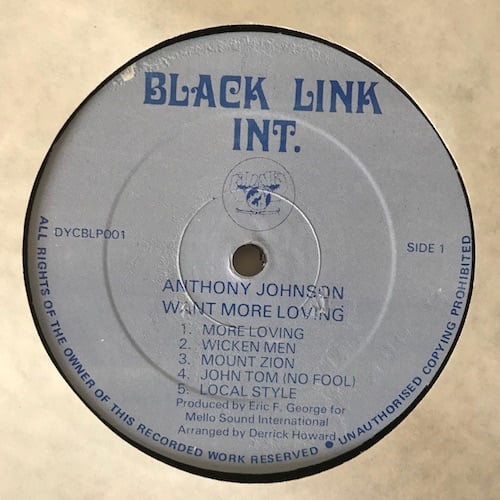 BLACK LINK
INT.
DYCBLP001
SIDE 1
ANTHONY JOHNSON
WANT MORE LOVING
1. MORE LOVING
2. WICKEN MEN
3. MOUNT ZION
4. JOHN TOM (NO FOOL)
5. LOCAL STYLE
Produced by Eric F. George for
Mello Sound International
Arranged by Derrick Howard
ALL RIGHTS OF THE OWNER OF THIS RECORDED WORK RESERVED ● UNAUTHORISED COPYING PROHIBITED